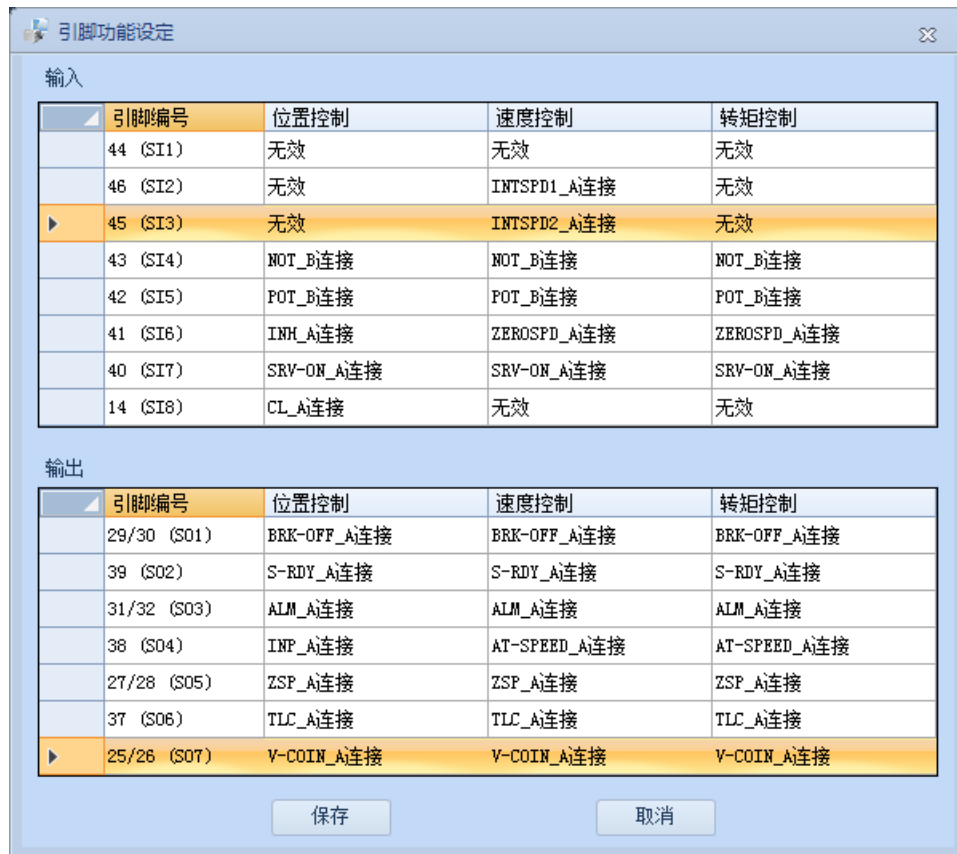 引脚功能设定
输入
引脚编号 位置控制 速度控制 转矩控制
44 (SI1) 无效 无效 无效
46 (SI2) 无效 INTSPD1_A连接 无效
45 (SI3) 无效 INTSPD2_A连接 无效
43 (SI4) NOT_B连接 NOT_B连接 NOT_B连接
42 (SI5) POT_B连接 POT_B连接 POT_B连接
41 (SI6) INH_A连接 ZEROSPD_A连接 ZEROSPD_A连接
40 (SI7) SRV-ON_A连接 SRV-ON_A连接 SRV-ON_A连接
14 (SI8) CL_A连接 无效 无效
输出
引脚编号 位置控制 速度控制 转矩控制
29/30 (SO1) BRK-OFF_A连接 BRK-OFF_A连接 BRK-OFF_A连接
39 (SO2) S-RDY_A连接 S-RDY_A连接 S-RDY_A连接
31/32 (SO3) ALM_A连接 ALM_A连接 ALM_A连接
38 (SO4) INP_A连接 AT-SPEED_A连接 AT-SPEED_A连接
27/28 (SO5) ZSP_A连接 ZSP_A连接 ZSP_A连接
37 (SO6) TLC_A连接 TLC_A连接 TLC_A连接
25/26 (SO7) V-COIN_A连接 V-COIN_A连接 V-COIN_A连接
保存 取消